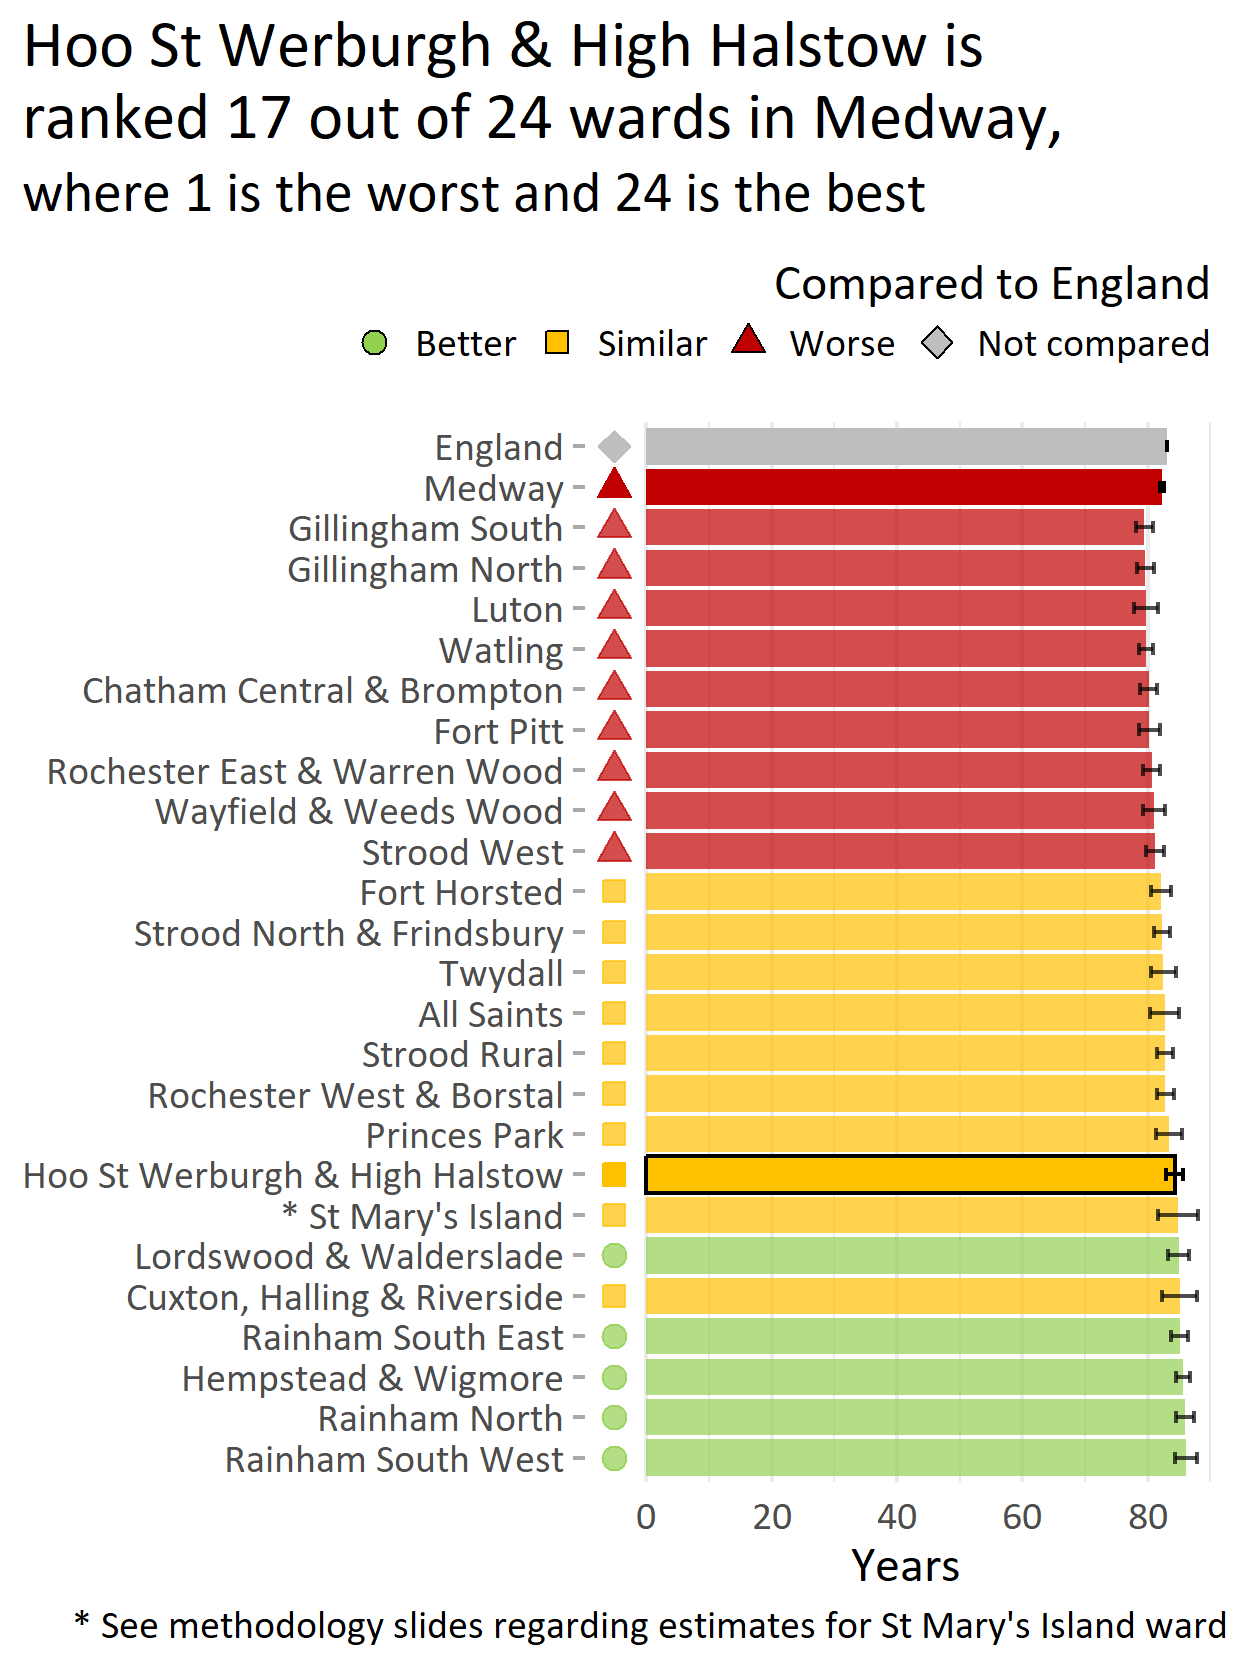 Hoo St Werburgh & High Halstow is
ranked 17 out of 24 wards in Medway,
where 1 is the worst and 24 is the best
Compared to England
Better Similar Worse Not compared
England
Medway
Gillingham South
Gillingham North
Luton
Watling
Chatham Central & Brompton
Fort Pitt
Rochester East & Warren Wood
Wayfield & Weeds Wood
Strood West
Fort Horsted
Strood North & Frindsbury
Twydall
All Saints
Strood Rural
Rochester West & Borstal
Princes Park
Hoo St Werburgh & High Halstow
* St Mary's Island
Lordswood & Walderslade
Cuxton, Halling & Riverside
Rainham South East
Hempstead & Wigmore
Rainham North
Rainham South West
0 20 40 60 80
Years
* See methodology slides regarding estimates for St Mary's Island ward